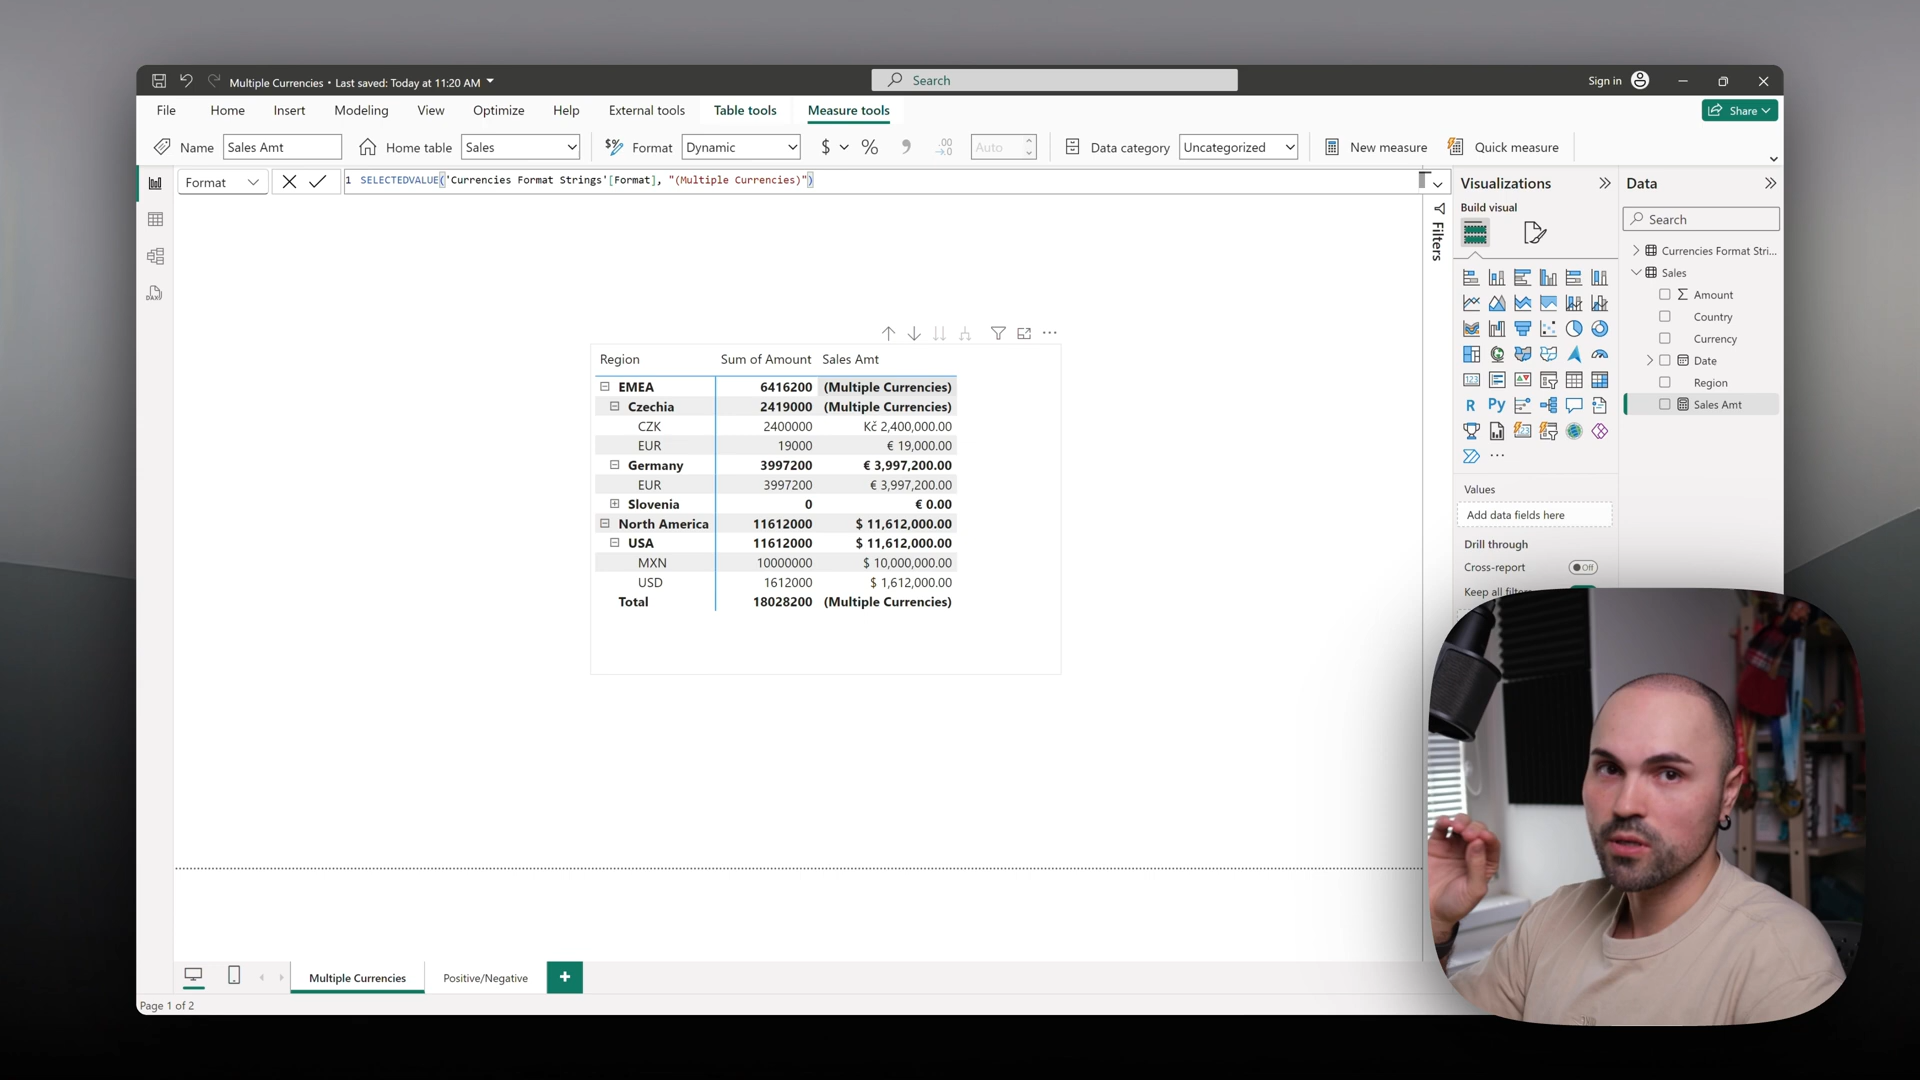 Multiple Currencies • Last saved: Today at 11:20 AM
Search
Sign in
File Home Insert Modeling View Optimize Help External tools Table tools Measure tools
Share
Name Sales Amt Home table Sales Format Dynamic $ % Auto Data category Uncategorized New measure Quick measure
Format
1 SELECTEDVALUE('Currencies Format Strings'[Format], "(Multiple Currencies)")
Filters
Region Sum of Amount Sales Amt
EMEA 6416200 (Multiple Currencies)
Czechia 2419000 (Multiple Currencies)
CZK 2400000 Kč 2,400,000.00
EUR 19000 € 19,000.00
Germany 3997200 € 3,997,200.00
EUR 3997200 € 3,997,200.00
Slovenia 0 € 0.00
North America 11612000 $ 11,612,000.00
USA 11612000 $ 11,612,000.00
MXN 10000000 $ 10,000,000.00
USD 1612000 $ 1,612,000.00
Total 18028200 (Multiple Currencies)
Visualizations
Build visual
123
R Py
Values
Add data fields here
Drill through
Cross-report Off
Keep all filters
Data
Search
Currencies Format Stri...
Sales
Amount
Country
Currency
Date
Region
Sales Amt
Multiple Currencies
Positive/Negative
Page 1 of 2